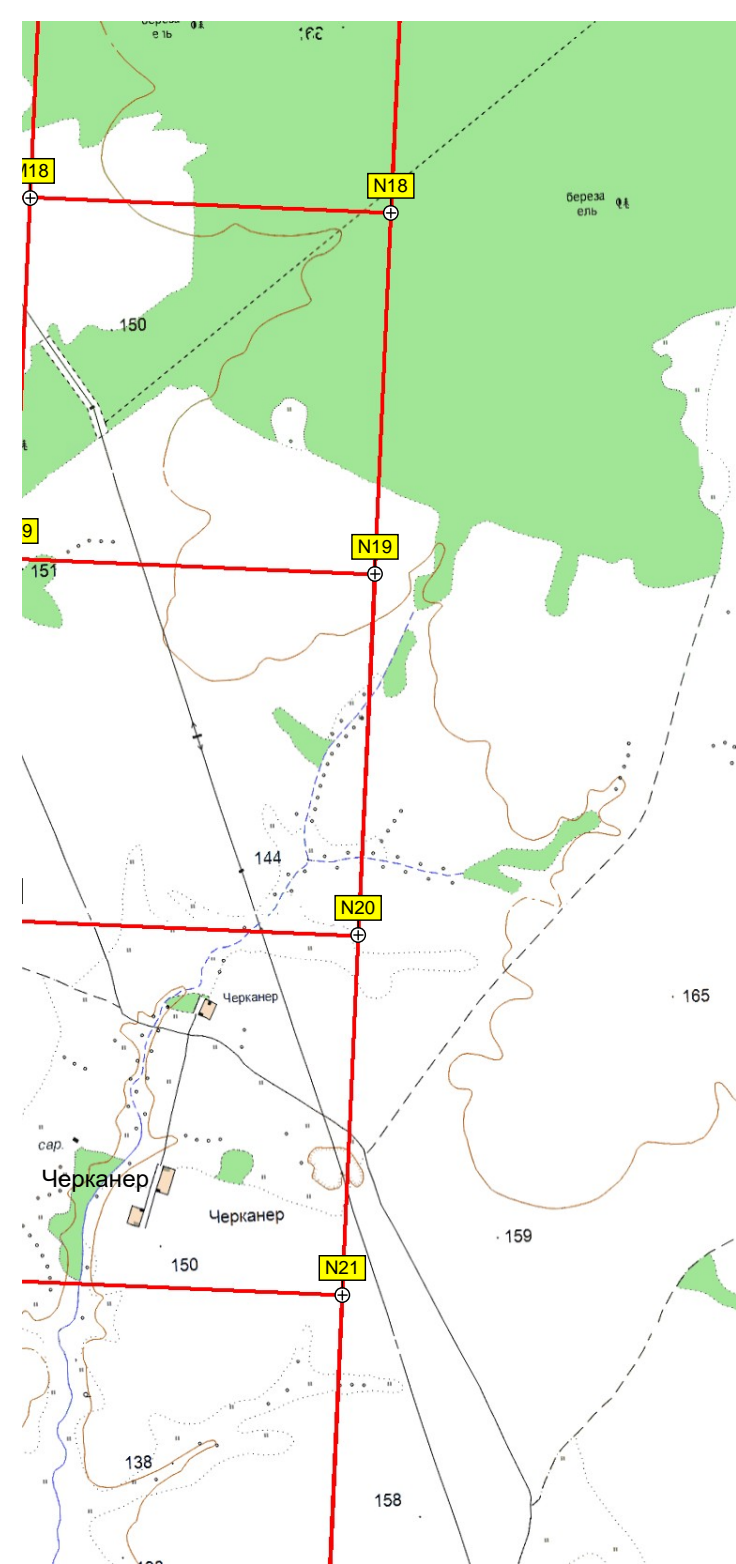 береза
ель
M18
N18
береза
ель
150
9
N19
151
144
N20
Черканер
165
сар.
Черканер
Черканер
159
150
N21
138
158